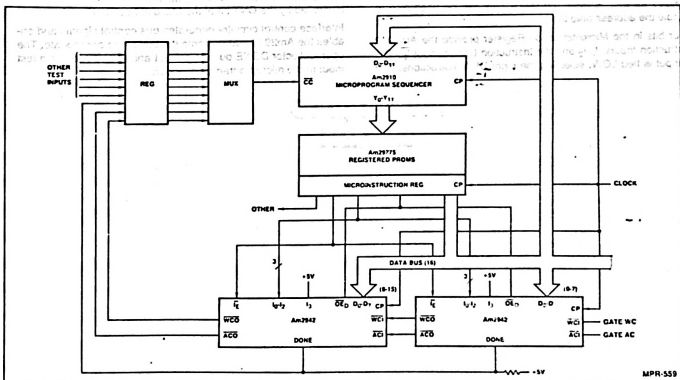 OTHER
TEST
INPUTS
REG
MUX
CC
D0-D11
Am2910
MICROPROGRAM SEQUENCER
CP
Y0-Y11
Am29775
REGISTERED PROMS
MICROINSTRUCTION REG
CP
CLOCK
OTHER
DATA BUS (16)
3
+5V
(8-15)
3
+5V
(0-7)
IE
I0-I2
I3
OED
D0-D7
CP
WCO
Am2942
WCI
ACO
ACI
DONE
IE
I0-I2
I3
OED
D0-D
CP
WCO
Am2942
WCI
GATE WC
ACO
ACI
GATE AC
DONE
+5V
MPR-559